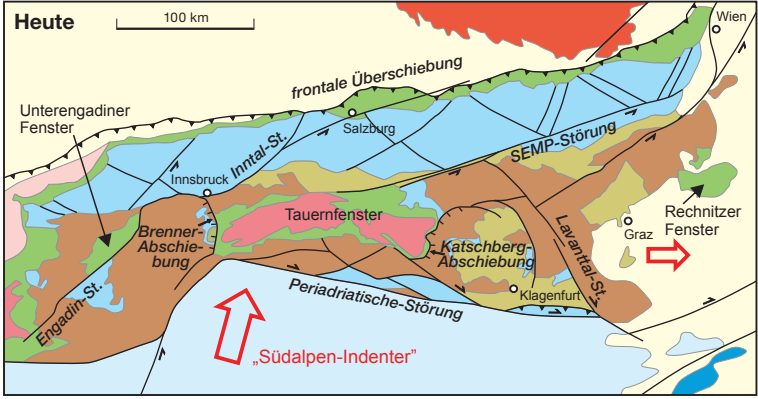 Heute
100 km
Wien
frontale Überschiebung
Unterengadiner
Fenster
Salzburg
Inntal-St.
SEMP-Störung
Innsbruck
Tauernfenster
Rechnitzer
Fenster
Brenner-
Abschie-
bung
Katschberg-
Abschiebung
Lavanttal-St.
Graz
Engadin-St.
Periadriatische-Störung
Klagenfurt
„Südalpen-Indenter”